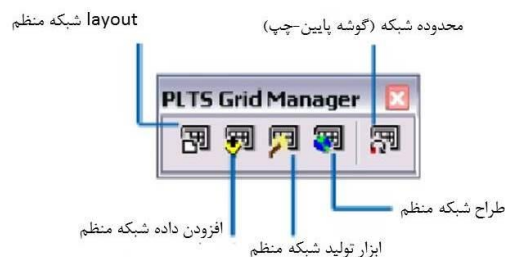 layout شبکه منظم
محدوده شبکه (گوشه پایین-چپ)
PLTS Grid Manager
طراح شبکه منظم
افزودن داده شبکه منظم
ابزار تولید شبکه منظم